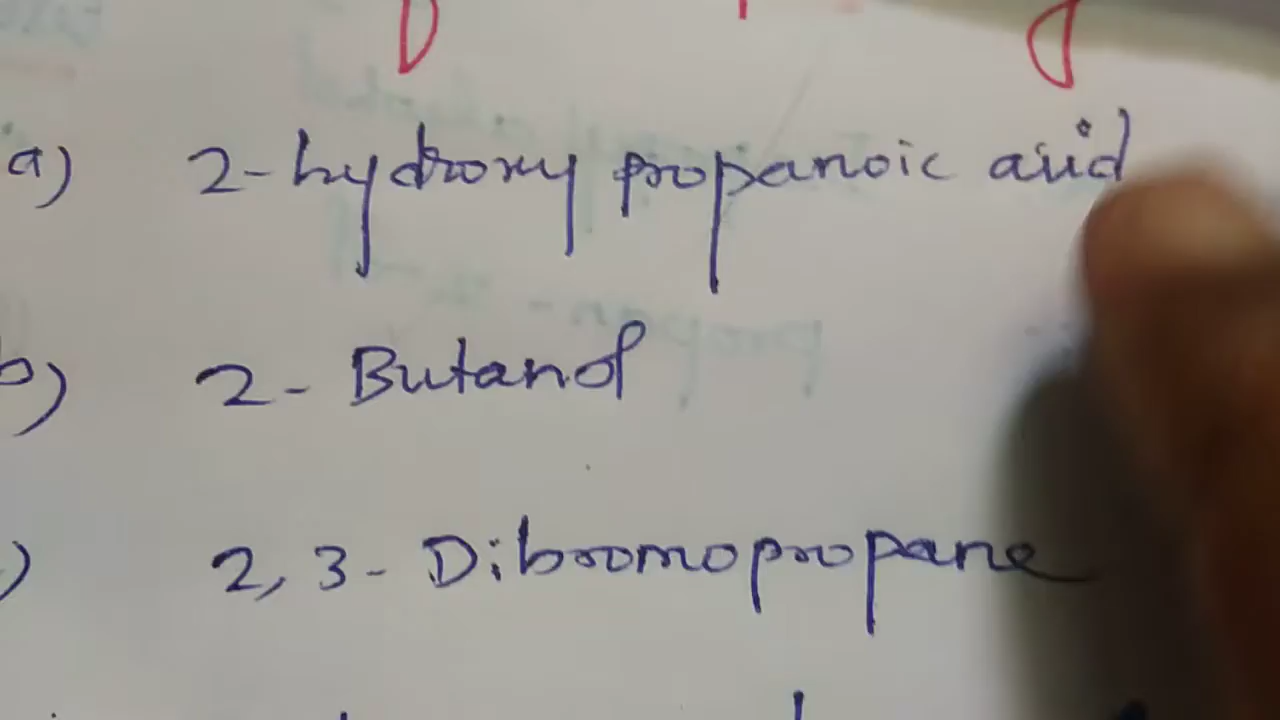 a) 2-hydroxy propanoic acid
b) 2-Butanol
) 2,3-Dibromopropane